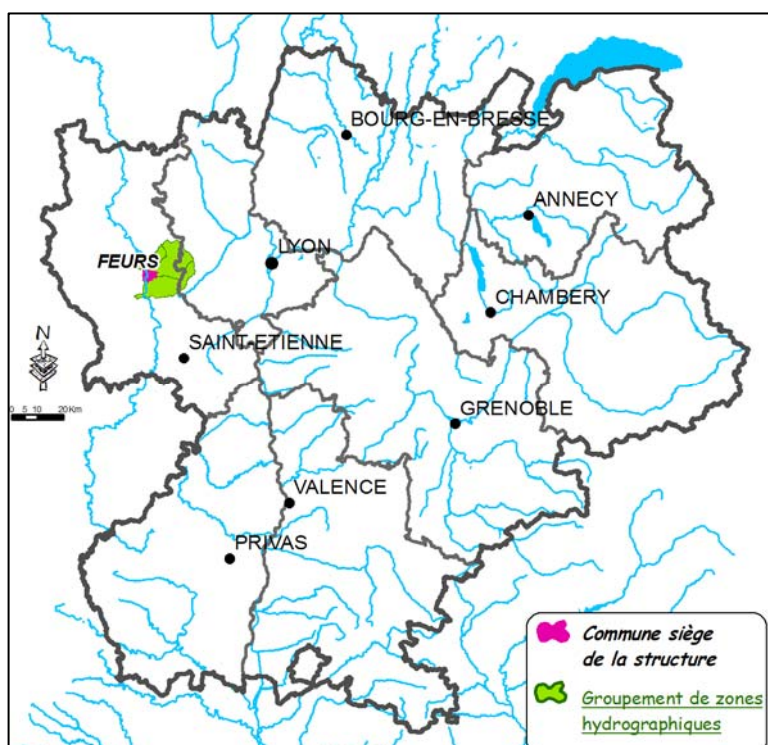 BOURG-EN-BRESSE
ANNECY
LYON
FEURS
CHAMBERY
N
SAINT-ETIENNE
0 5 10 20 Km
GRENOBLE
VALENCE
PRIVAS
Commune siège
de la structure
Groupement de zones
hydrographiques